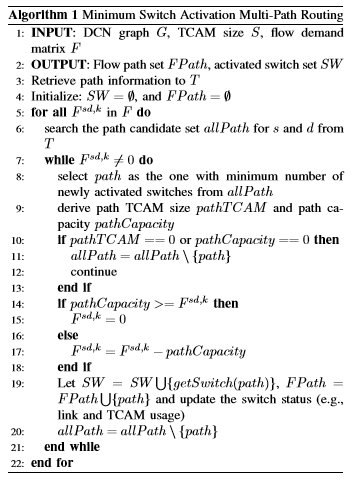 Algorithm 1 Minimum Switch Activation Multi-Path Routing
1: INPUT: DCN graph G, TCAM size S, flow demand
matrix F
2: OUTPUT: Flow path set FPath, activated switch set SW
3: Retrieve path information to T
4: Initialize: SW = ∅, and FPath = ∅
5: for all F^{sd,k} in F do
6: search the path candidate set allPath for s and d from
T
7: while F^{sd,k} ≠ 0 do
8: select path as the one with minimum number of
newly activated switches from allPath
9: derive path TCAM size pathTCAM and path ca-
pacity pathCapacity
10: if pathTCAM == 0 or pathCapacity == 0 then
11: allPath = allPath \ {path}
12: continue
13: end if
14: if pathCapacity >= F^{sd,k} then
15: F^{sd,k} = 0
16: else
17: F^{sd,k} = F^{sd,k} − pathCapacity
18: end if
19: Let SW = SW ⋃{getSwitch(path)}, FPath =
FPath ⋃{path} and update the switch status (e.g.,
link and TCAM usage)
20: allPath = allPath \ {path}
21: end while
22: end for